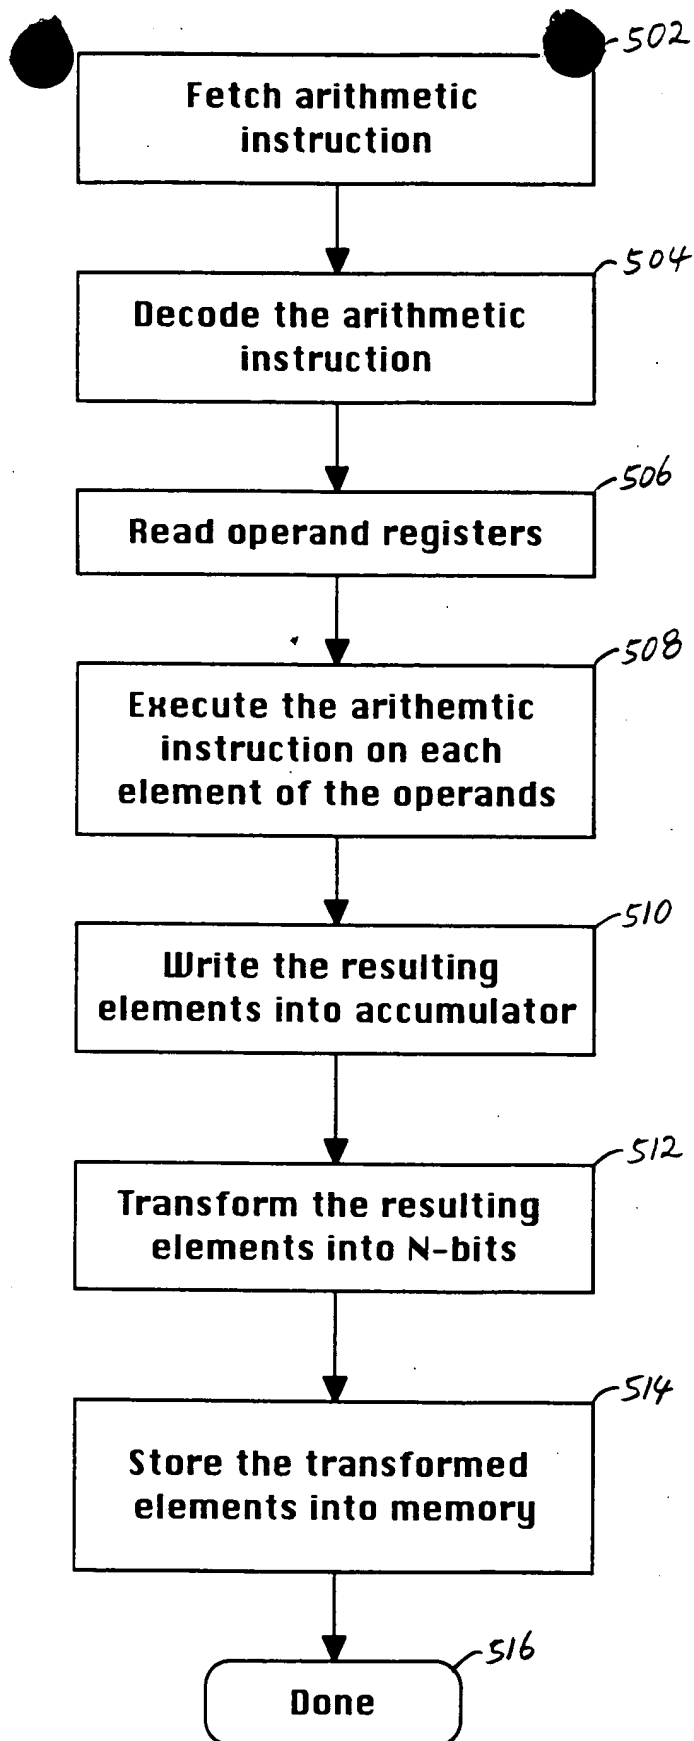 502
Fetch arithmetic
instruction
504
Decode the arithmetic
instruction
506
Read operand registers
508
Execute the arithemtic
instruction on each
element of the operands
510
Write the resulting
elements into accumulator
512
Transform the resulting
elements into N-bits
514
Store the transformed
elements into memory
516
Done